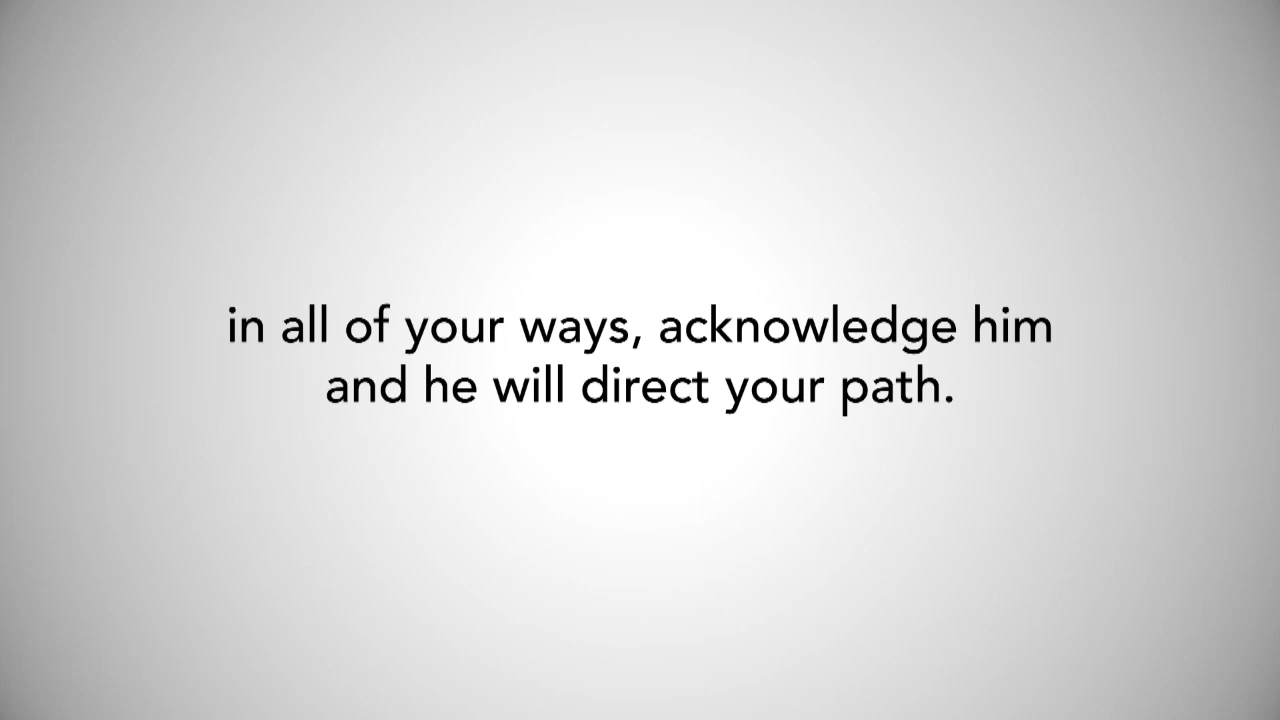 in all of your ways, acknowledge him
and he will direct your path.